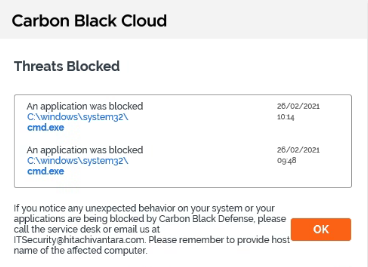 Carbon Black Cloud
Threats Blocked
An application was blocked 26/02/2021
C:\windows\system32\ 10:14
cmd.exe
An application was blocked 26/02/2021
C:\windows\system32\ 09:48
cmd.exe
If you notice any unexpected behavior on your system or your
applications are being blocked by Carbon Black Defense, please
call the service desk or email us at
ITSecurity@hitachivantara.com. Please remember to provide host
name of the affected computer.
OK